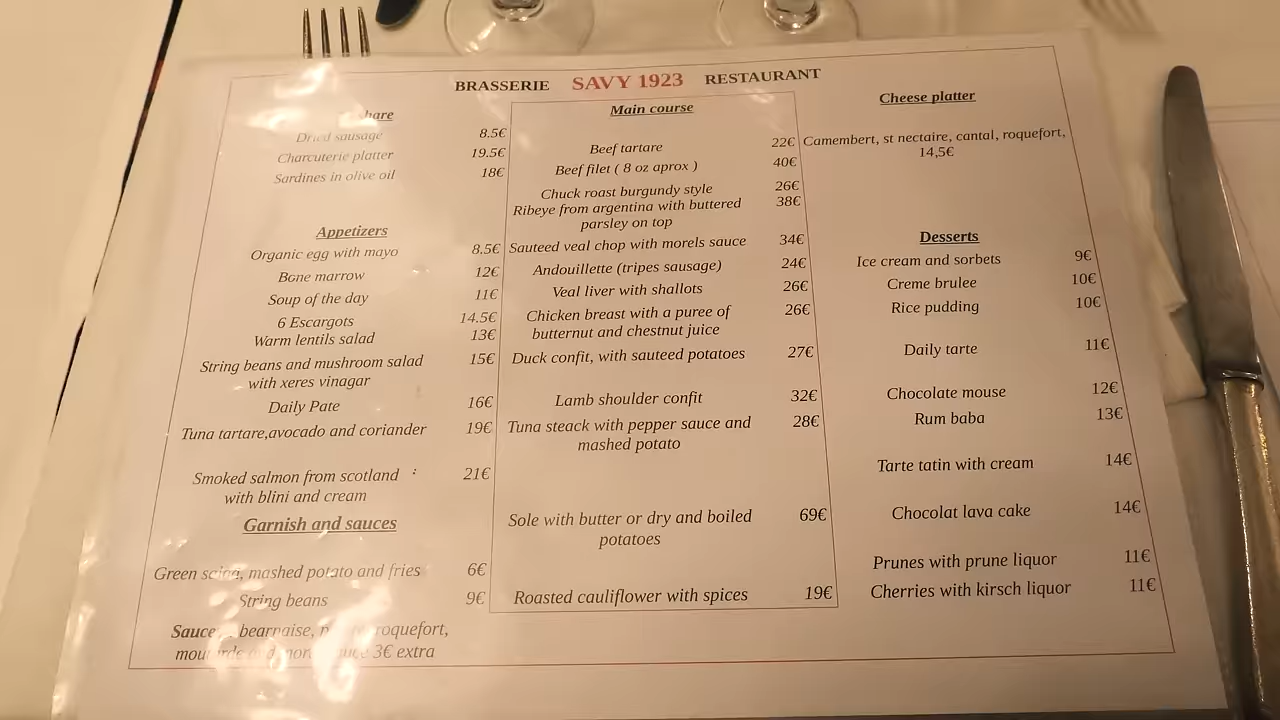 BRASSERIE SAVY 1923 RESTAURANT
Dried sausage 8.5€
Charcuterie platter 19.5€
Sardines in olive oil 18€
Appetizers
Organic egg with mayo 8.5€
Bone marrow 12€
Soup of the day 11€
6 Escargots 14.5€
Warm lentils salad 13€
String beans and mushroom salad 15€
with xeres vinagar
Daily Pate 16€
Tuna tartare,avocado and coriander 19€
Smoked salmon from scotland 21€
with blini and cream
Garnish and sauces
Green mashed potato and fries 6€
String beans 9€
bearnaise, roquefort,
3€ extra
Main course
Beef tartare 22€
Beef filet ( 8 oz aprox ) 40€
Chuck roast burgundy style 26€
Ribeye from argentina with buttered 38€
parsley on top
Sauteed veal chop with morels sauce 34€
Andouillette (tripes sausage) 24€
Veal liver with shallots 26€
Chicken breast with a puree of 26€
butternut and chestnut juice
Duck confit, with sauteed potatoes 27€
Lamb shoulder confit 32€
Tuna steack with pepper sauce and 28€
mashed potato
Sole with butter or dry and boiled 69€
potatoes
Roasted cauliflower with spices 19€
Cheese platter
Camembert, st nectaire, cantal, roquefort,
14,5€
Desserts
Ice cream and sorbets 9€
Creme brulee 10€
Rice pudding 10€
Daily tarte 11€
Chocolate mouse 12€
Rum baba 13€
Tarte tatin with cream 14€
Chocolat lava cake 14€
Prunes with prune liquor 11€
Cherries with kirsch liquor 11€